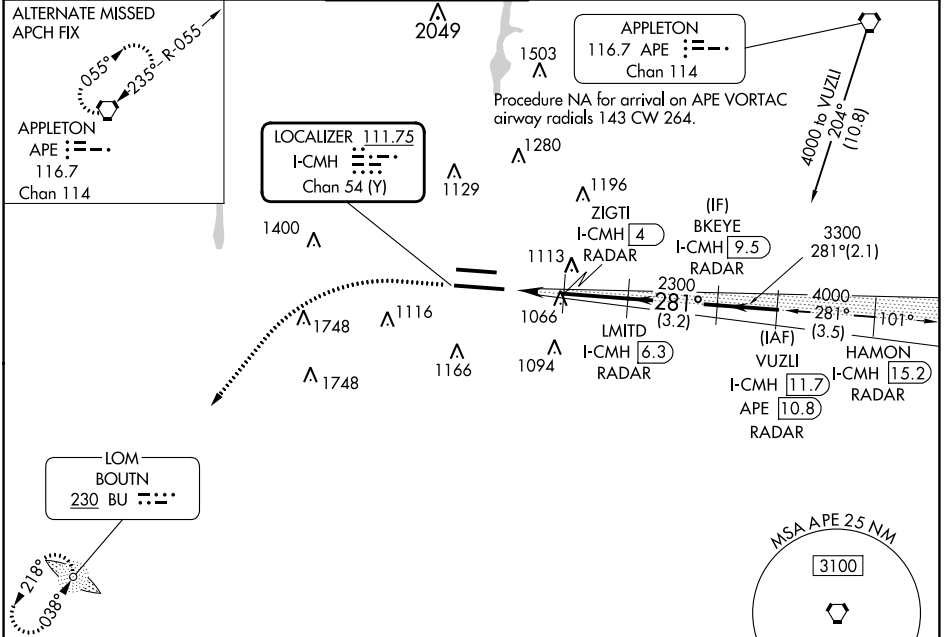 ALTERNATE MISSED
APCH FIX
055°
235°
R-055
APPLETON
APE
116.7
Chan 114
2049
1503
APPLETON
116.7 APE
Chan 114
Procedure NA for arrival on APE VORTAC
airway radials 143 CW 264.
4000 to VUZLI
204°
(10.8)
LOCALIZER 111.75
I-CMH
Chan 54 (Y)
1280
1129
1196
1400
ZIGTI
I-CMH 4
RADAR
(IF)
BKEYE
I-CMH 9.5
RADAR
3300
281°(2.1)
1113
2300
281°
(3.2)
4000
281°
(3.5)
101°
1066
1748
1116
1748
1166
1094
LMITD
I-CMH 6.3
RADAR
(IAF)
VUZLI
I-CMH 11.7
APE 10.8
RADAR
HAMON
I-CMH 15.2
RADAR
LOM
BOUTN
230 BU
218°
038°
MSA APE 25 NM
3100